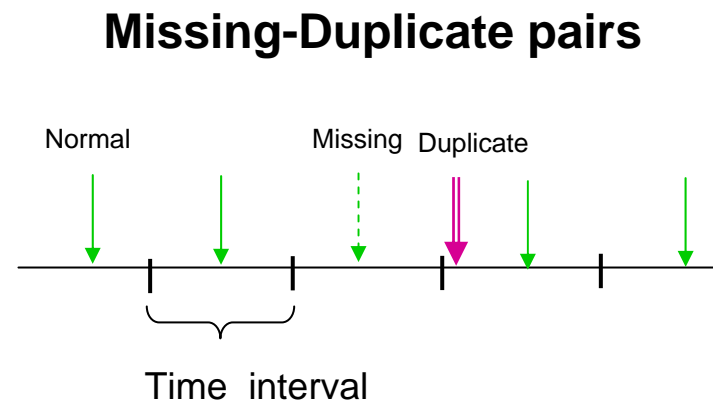 Missing-Duplicate pairs
Normal Missing Duplicate
Time interval